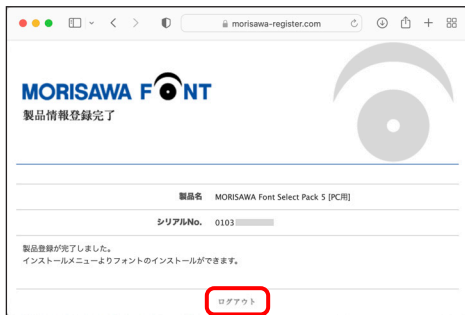 morisawa-register.com
MORISAWA FONT
製品情報登録完了
製品名 MORISAWA Font Select Pack 5 [PC用]
シリアルNo. 0103
製品登録が完了しました。
インストールメニューよりフォントのインストールができます。
ログアウト